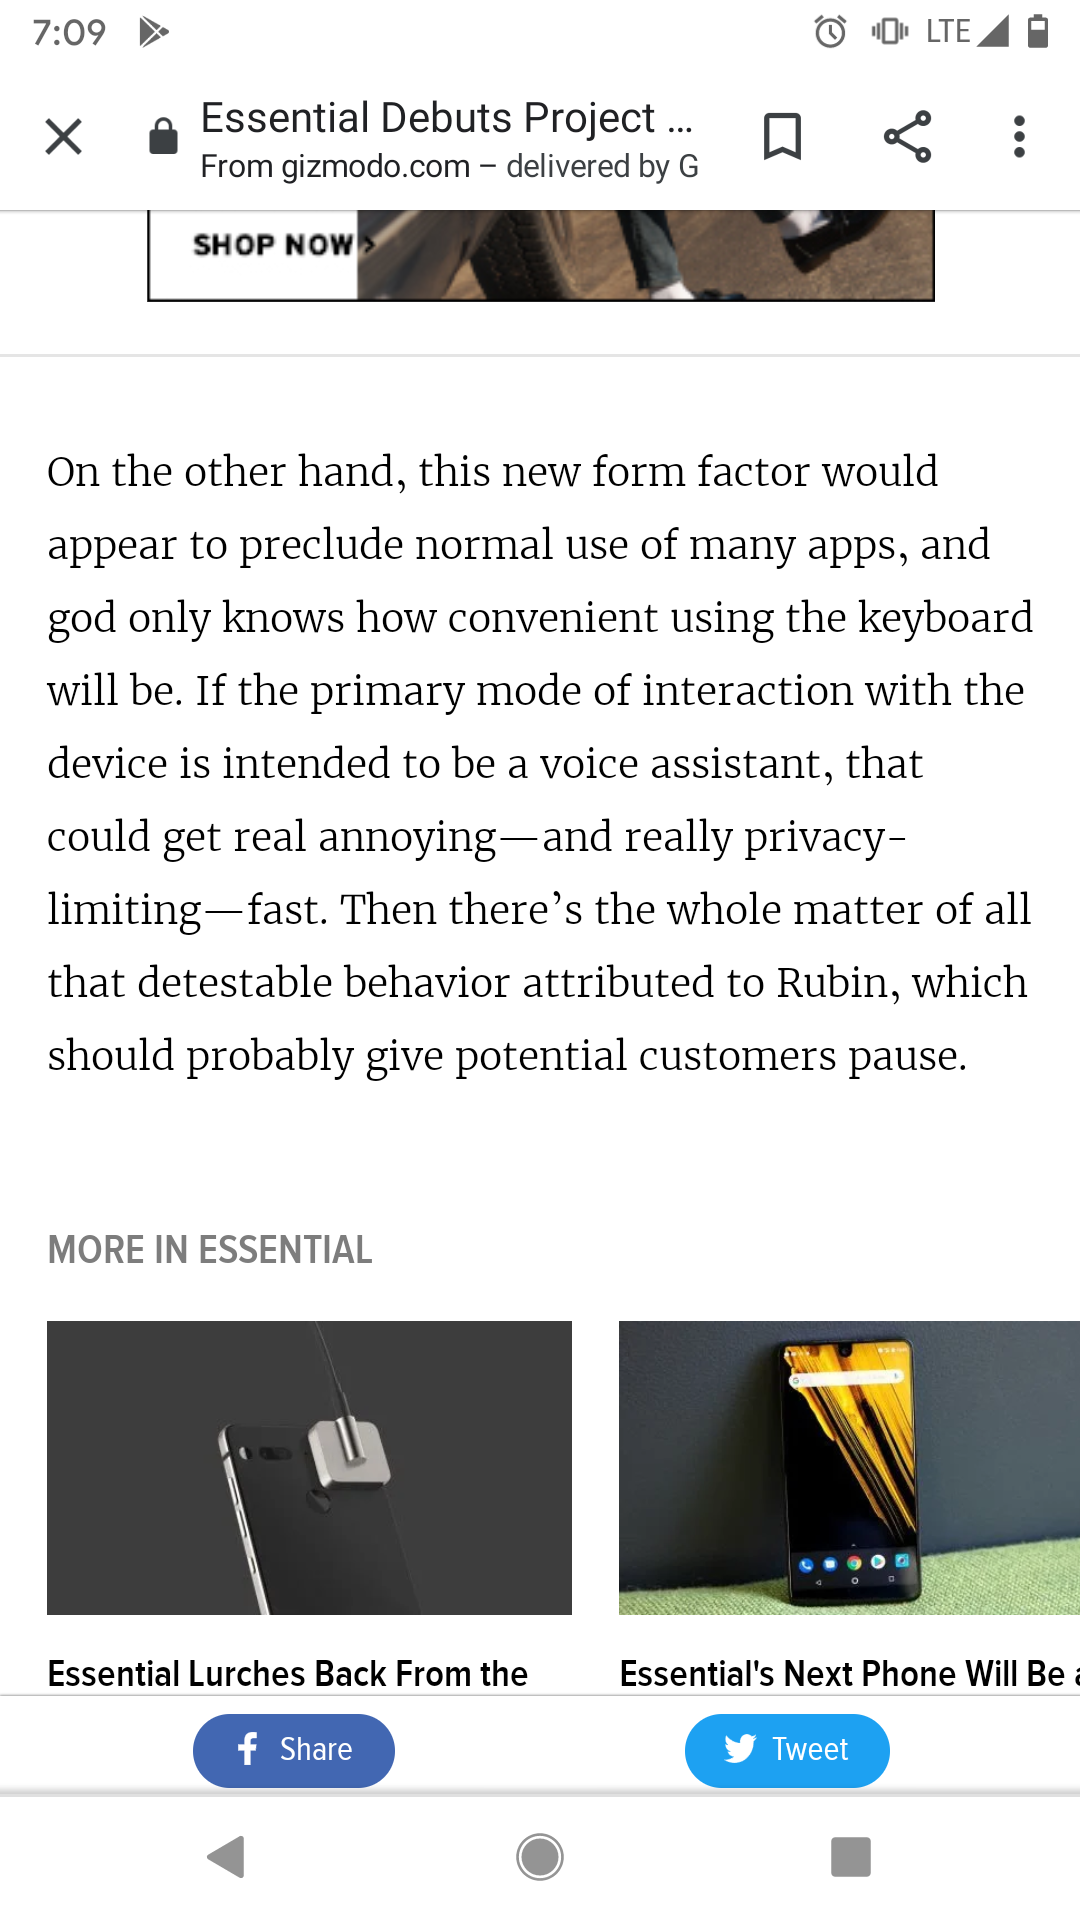 7:09
LTE
Essential Debuts Project ...
From gizmodo.com – delivered by G
SHOP NOW >
On the other hand, this new form factor would
appear to preclude normal use of many apps, and
god only knows how convenient using the keyboard
will be. If the primary mode of interaction with the
device is intended to be a voice assistant, that
could get real annoying—and really privacy-
limiting—fast. Then there’s the whole matter of all
that detestable behavior attributed to Rubin, which
should probably give potential customers pause.
MORE IN ESSENTIAL
Essential Lurches Back From the
Essential's Next Phone Will Be a
Share
Tweet